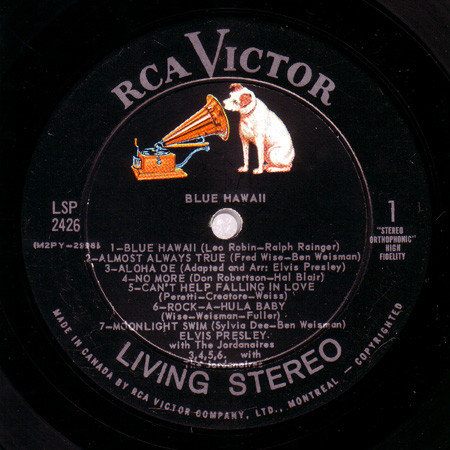 RCA VICTOR
BLUE HAWAII
LSP
2426
1
"STEREO
ORTHOPHONIC"
HIGH
FIDELITY
1-BLUE HAWAII (Leo Robin-Ralph Rainger)
2-ALMOST ALWAYS TRUE (Fred Wise-Ben Weisman)
3-ALOHA OE (Adapted and Arr: Elvis Presley)
4-NO MORE (Don Robertson-Hal Blair)
5-CAN'T HELP FALLING IN LOVE
(Peretti-Creatore-Weiss)
6-ROCK-A-HULA BABY
(Wise-Weisman-Fuller)
7-MOONLIGHT SWIM (Sylvia Dee-Ben Weisman)
ELVIS PRESLEY
with The Jordanaires
3,4,5,6. with
The Jordanaires
LIVING STEREO
MADE IN CANADA BY RCA VICTOR COMPANY, LTD., MONTREAL - COPYRIGHTED